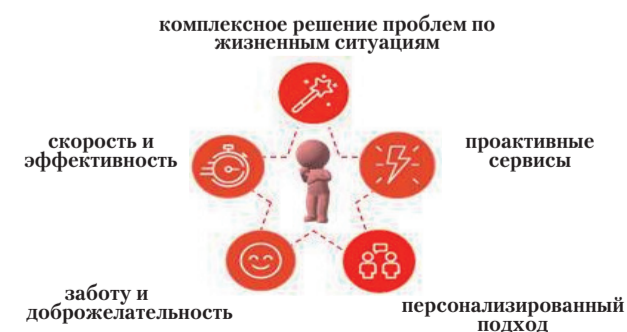 комплексное решение проблем по
жизненным ситуациям
скорость и
эффективность
проактивные
сервисы
заботу и
доброжелательность
персонализированный
подход